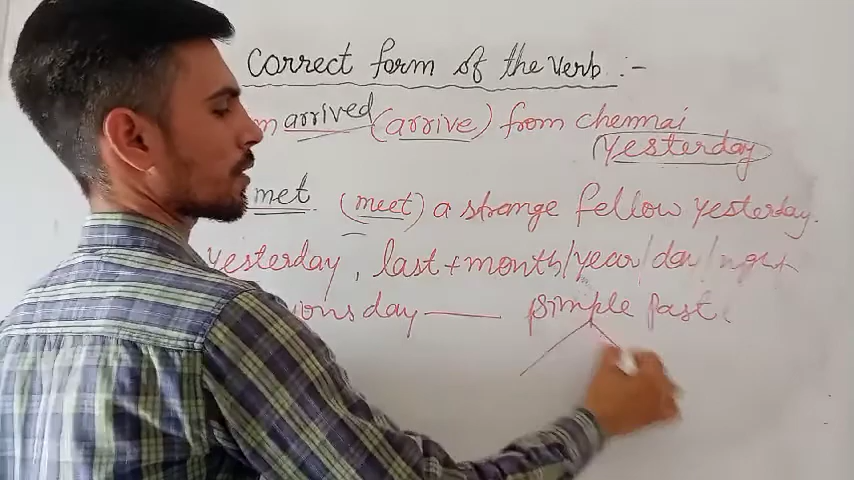 Correct form of the verb :-
m arrived (arrive) from chennai
yesterday
met (meet) a strange fellow yesterday.
yesterday, last + month/year/day/night
ious day —— Simple past